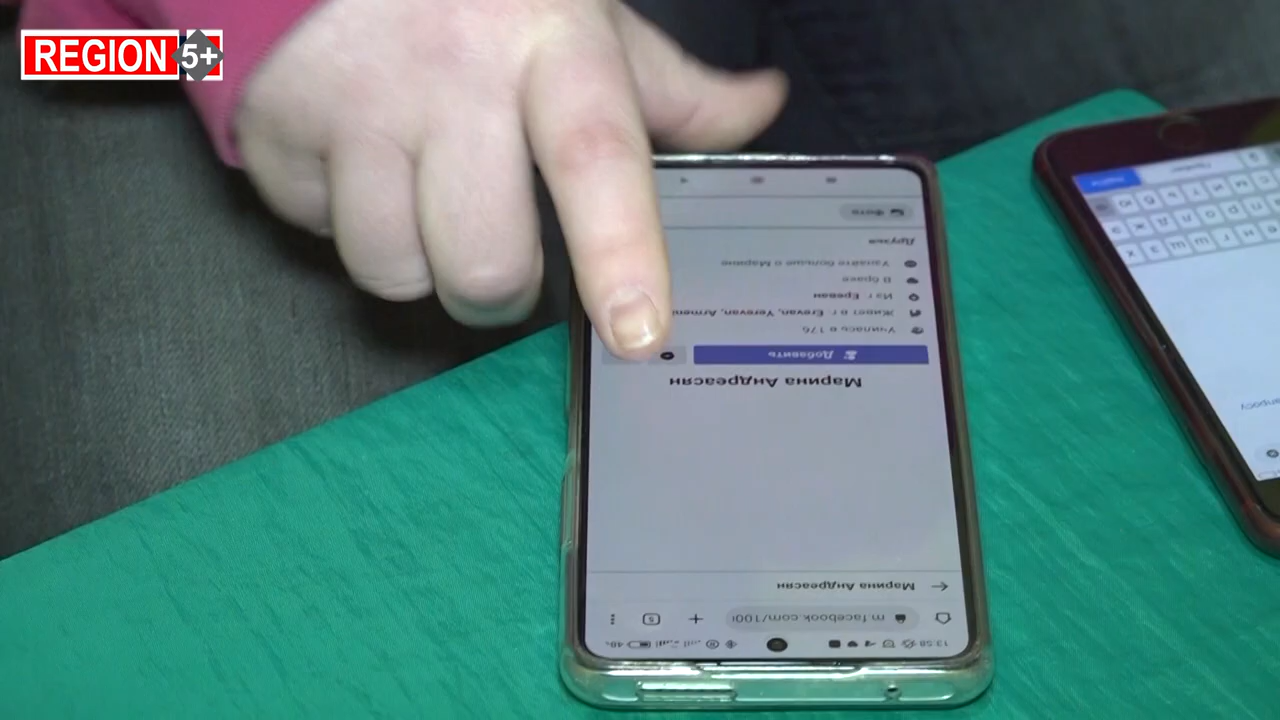 REGION 5+
13:58
m.facebook.com/100
Марина Андреасян
Марина Андреасян
Добавить
Училась в 176
Живет в г. Erevan, Yerevan, Armeni
Из г. Ереван
В браке
Узнайте больше о Марине
Друзья
Фото